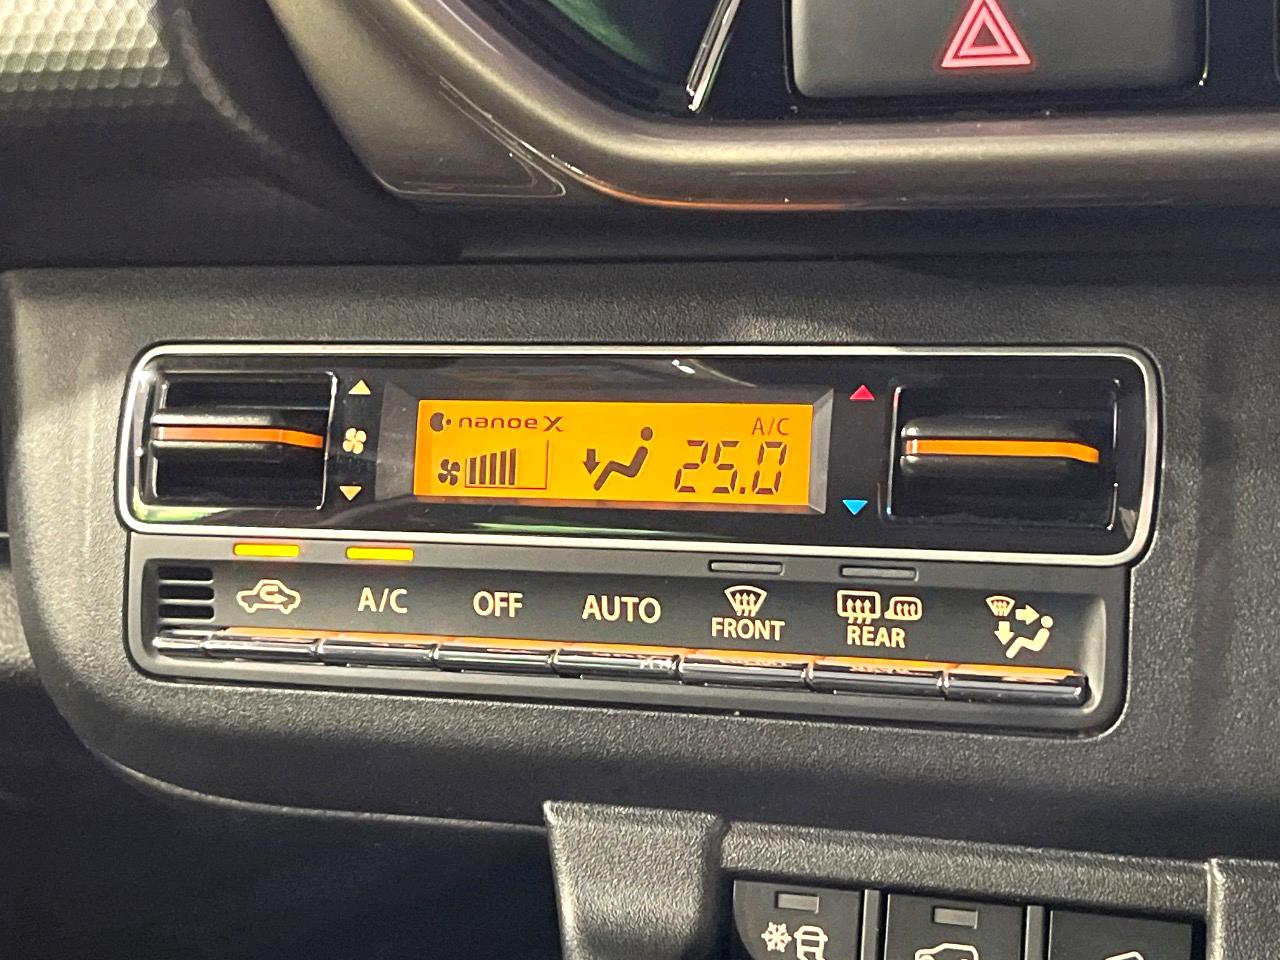 nanoe X
A/C
25.0
A/C
OFF
AUTO
FRONT
REAR